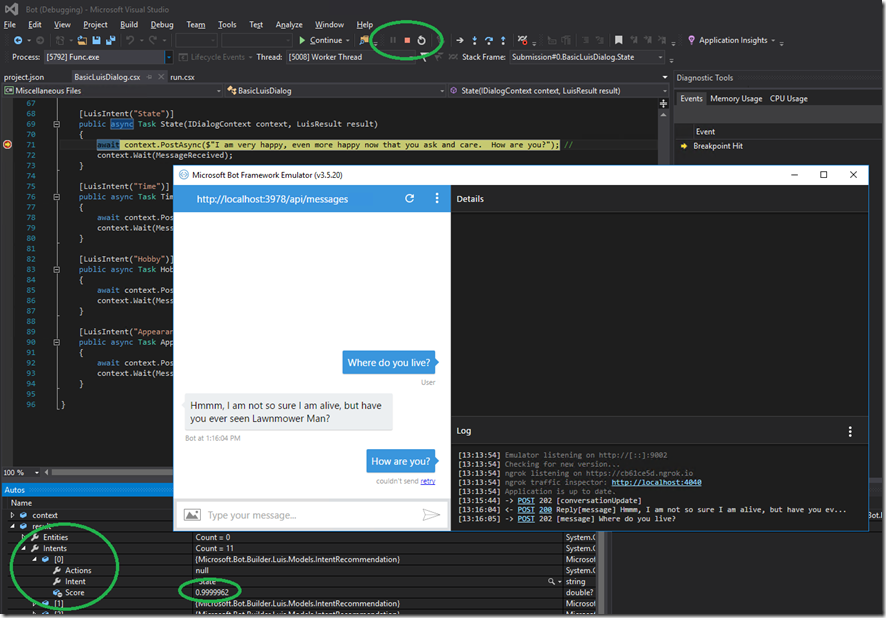 Bot (Debugging) - Microsoft Visual Studio
File Edit View Project Build Debug Team Tools Test Analyze Window Help
Continue
Application Insights
Process: [5792] Func.exe
Lifecycle Events
Thread: [5008] Worker Thread
Stack Frame: Submission#0.BasicLuisDialog.State
project.json BasicLuisDialog.csx run.csx
Miscellaneous Files
BasicLuisDialog
State(IDialogContext context, LuisResult result)
67
68 [LuisIntent("State")]
69 public async Task State(IDialogContext context, LuisResult result)
70 {
71 await context.PostAsync($"I am very happy, even more happy now that you ask and care.  How are you?"); //
72 context.Wait(MessageReceived);
73 }
74
75 [LuisIntent("Time")]
76 public async Task Tim
77 {
78 await context.Pos
79 context.Wait(Mess
80 }
81
82 [LuisIntent("Hobby")]
83 public async Task Hob
84 {
85 await context.Pos
86 context.Wait(Mess
87 }
88
89 [LuisIntent("Appearan
90 public async Task App
91 {
92 await context.Pos
93 context.Wait(Mess
94 }
95
96 }
100 %
Diagnostic Tools
Events Memory Usage CPU Usage
Event
Breakpoint Hit
Microsoft Bot Framework Emulator (v3.5.20)
http://localhost:3978/api/messages
Where do you live?
User
Hmmm, I am not so sure I am alive, but have
you ever seen Lawnmower Man?
Bot at 1:16:04 PM
How are you?
couldn't send retry
Type your message...
Details
Log
[13:13:54] Emulator listening on http://[::]:9002
[13:13:54] Checking for new version...
[13:13:54] ngrok listening on https://cb61ce5d.ngrok.io
[13:13:54] ngrok traffic inspector: http://localhost:4040
[13:13:54] Application is up to date.
[13:15:44] -> POST 202 [conversationUpdate]
[13:16:04] <- POST 200 Reply[message] Hmmm, I am not so sure I am alive, but have you ev...
[13:16:05] -> POST 202 [message] Where do you live?
Autos
Name
context
result
Entities Count = 0 System.C
Intents Count = 11 System.C
[0] {Microsoft.Bot.Builder.Luis.Models.IntentRecommendation} Microsof
Actions null System.C
Intent "State" string
Score 0.9999962 double?
[1] {Microsoft.Bot.Builder.Luis.Models.IntentRecommendation} Microsof